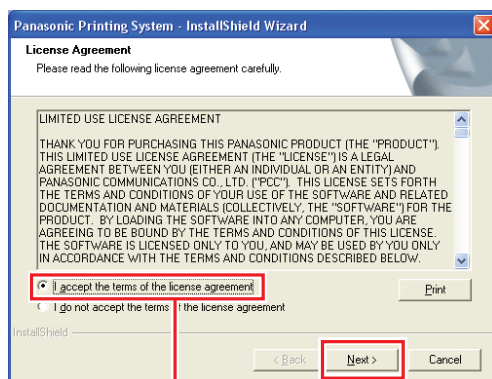 Panasonic Printing System - InstallShield Wizard
License Agreement
Please read the following license agreement carefully.
LIMITED USE LICENSE AGREEMENT
THANK YOU FOR PURCHASING THIS PANASONIC PRODUCT (THE "PRODUCT").
THIS LIMITED USE LICENSE AGREEMENT (THE "LICENSE") IS A LEGAL
AGREEMENT BETWEEN YOU (EITHER AN INDIVIDUAL OR AN ENTITY) AND
PANASONIC COMMUNICATIONS CO., LTD. ("PCC"). THIS LICENSE SETS FORTH
THE TERMS AND CONDITIONS OF YOUR USE OF THE SOFTWARE AND RELATED
DOCUMENTATION AND MATERIALS (COLLECTIVELY, THE "SOFTWARE") FOR THE
PRODUCT. BY LOADING THE SOFTWARE INTO ANY COMPUTER, YOU ARE
AGREEING TO BE BOUND BY THE TERMS AND CONDITIONS OF THIS LICENSE.
THE SOFTWARE IS LICENSED ONLY TO YOU, AND MAY BE USED BY YOU ONLY
IN ACCORDANCE WITH THE TERMS AND CONDITIONS DESCRIBED BELOW.
I accept the terms of the license agreement
Print
I do not accept the terms of the license agreement
InstallShield
< Back
Next >
Cancel